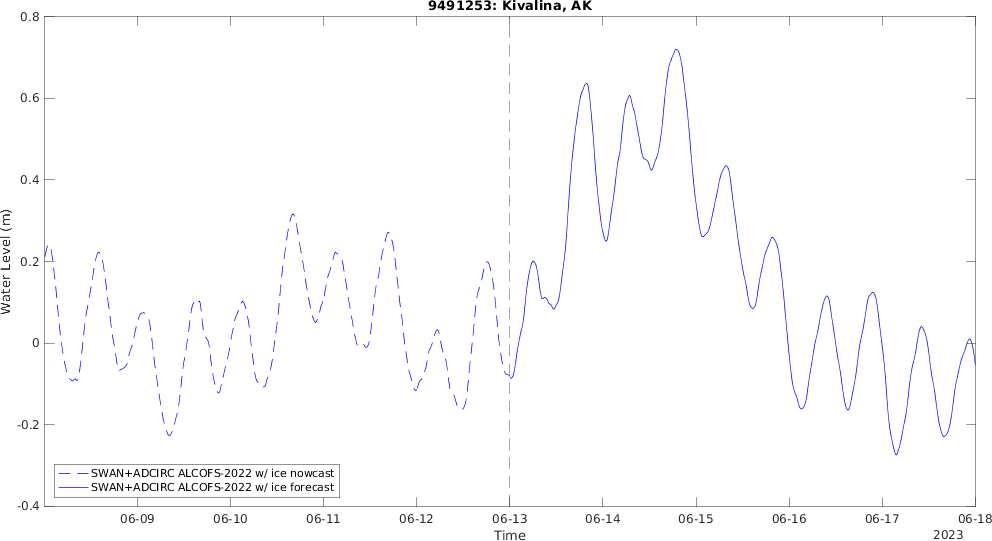 9491253: Kivalina, AK
0.8
0.6
0.4
0.2
0
-0.2
-0.4
Water Level (m)
SWAN+ADCIRC ALCOFS-2022 w/ ice nowcast
SWAN+ADCIRC ALCOFS-2022 w/ ice forecast
06-09 06-10 06-11 06-12 06-13 06-14 06-15 06-16 06-17 06-18
Time
2023